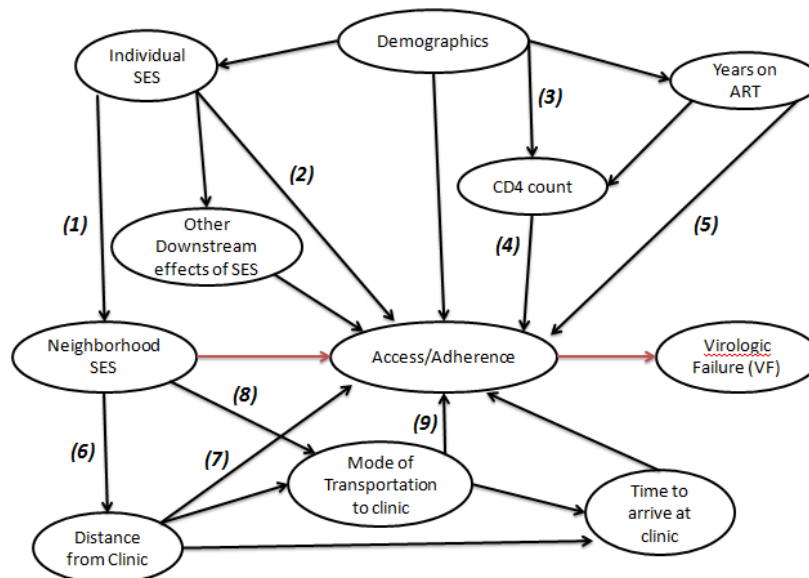 Individual
SES
Demographics
Years on
ART
(3)
(2)
CD4 count
(1)
Other
Downstream
effects of SES
(4)
(5)
Neighborhood
SES
Access/Adherence
Virologic
Failure (VF)
(8)
(9)
(6)
(7)
Mode of
Transportation
to clinic
Time to
arrive at
clinic
Distance
from Clinic